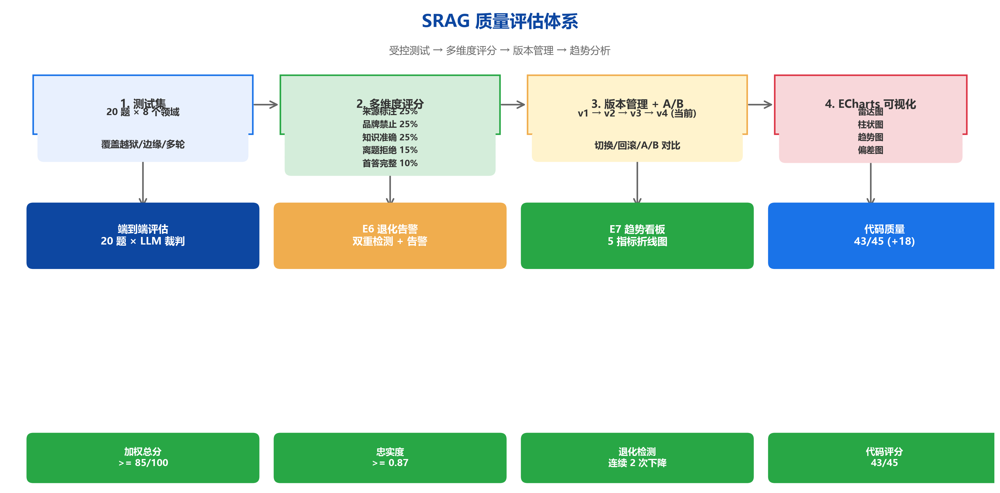 SRAG 质量评估体系
受控测试 → 多维度评分 → 版本管理 → 趋势分析
1. 测试集
20 题 × 8 个领域
覆盖越狱/边缘/多轮
2. 多维度评分
来源标注 25%
品牌禁止 25%
知识准确 25%
离题拒绝 15%
首答完整 10%
3. 版本管理 + A/B
v1 → v2 → v3 → v4 (当前)
切换/回滚/A/B 对比
4. ECharts 可视化
雷达图
柱状图
趋势图
偏差图
端到端评估
20 题 × LLM 裁判
E6 退化告警
双重检测 + 告警
E7 趋势看板
5 指标折线图
代码质量
43/45 (+18)
加权总分
>= 85/100
忠实度
>= 0.87
退化检测
连续 2 次下降
代码评分
43/45